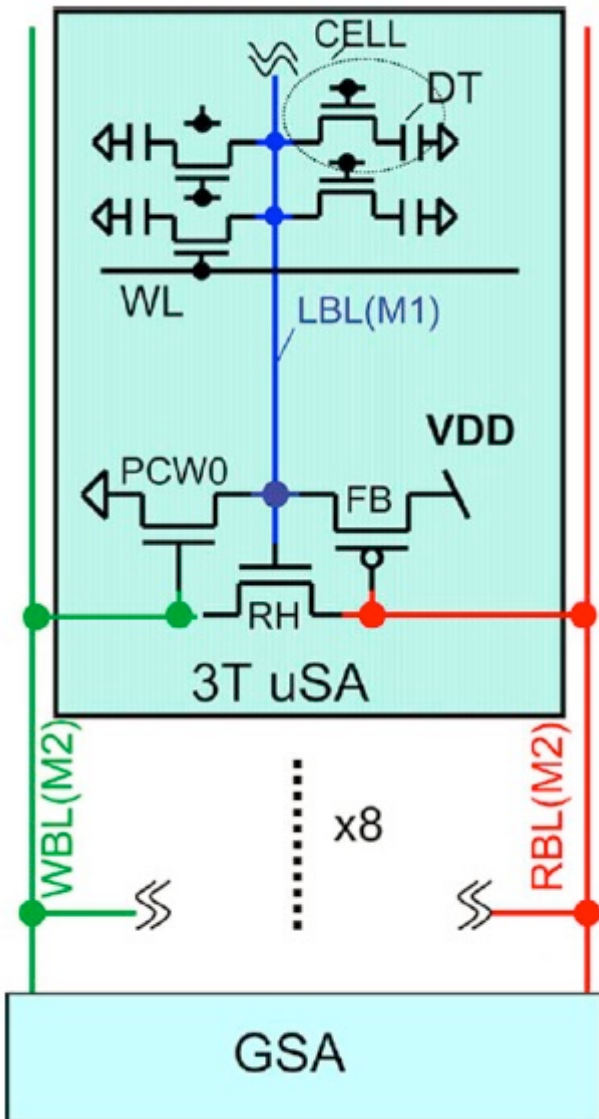 CELL
DT
WL
LBL(M1)
VDD
PCW0
FB
RH
3T uSA
WBL(M2)
x8
RBL(M2)
GSA